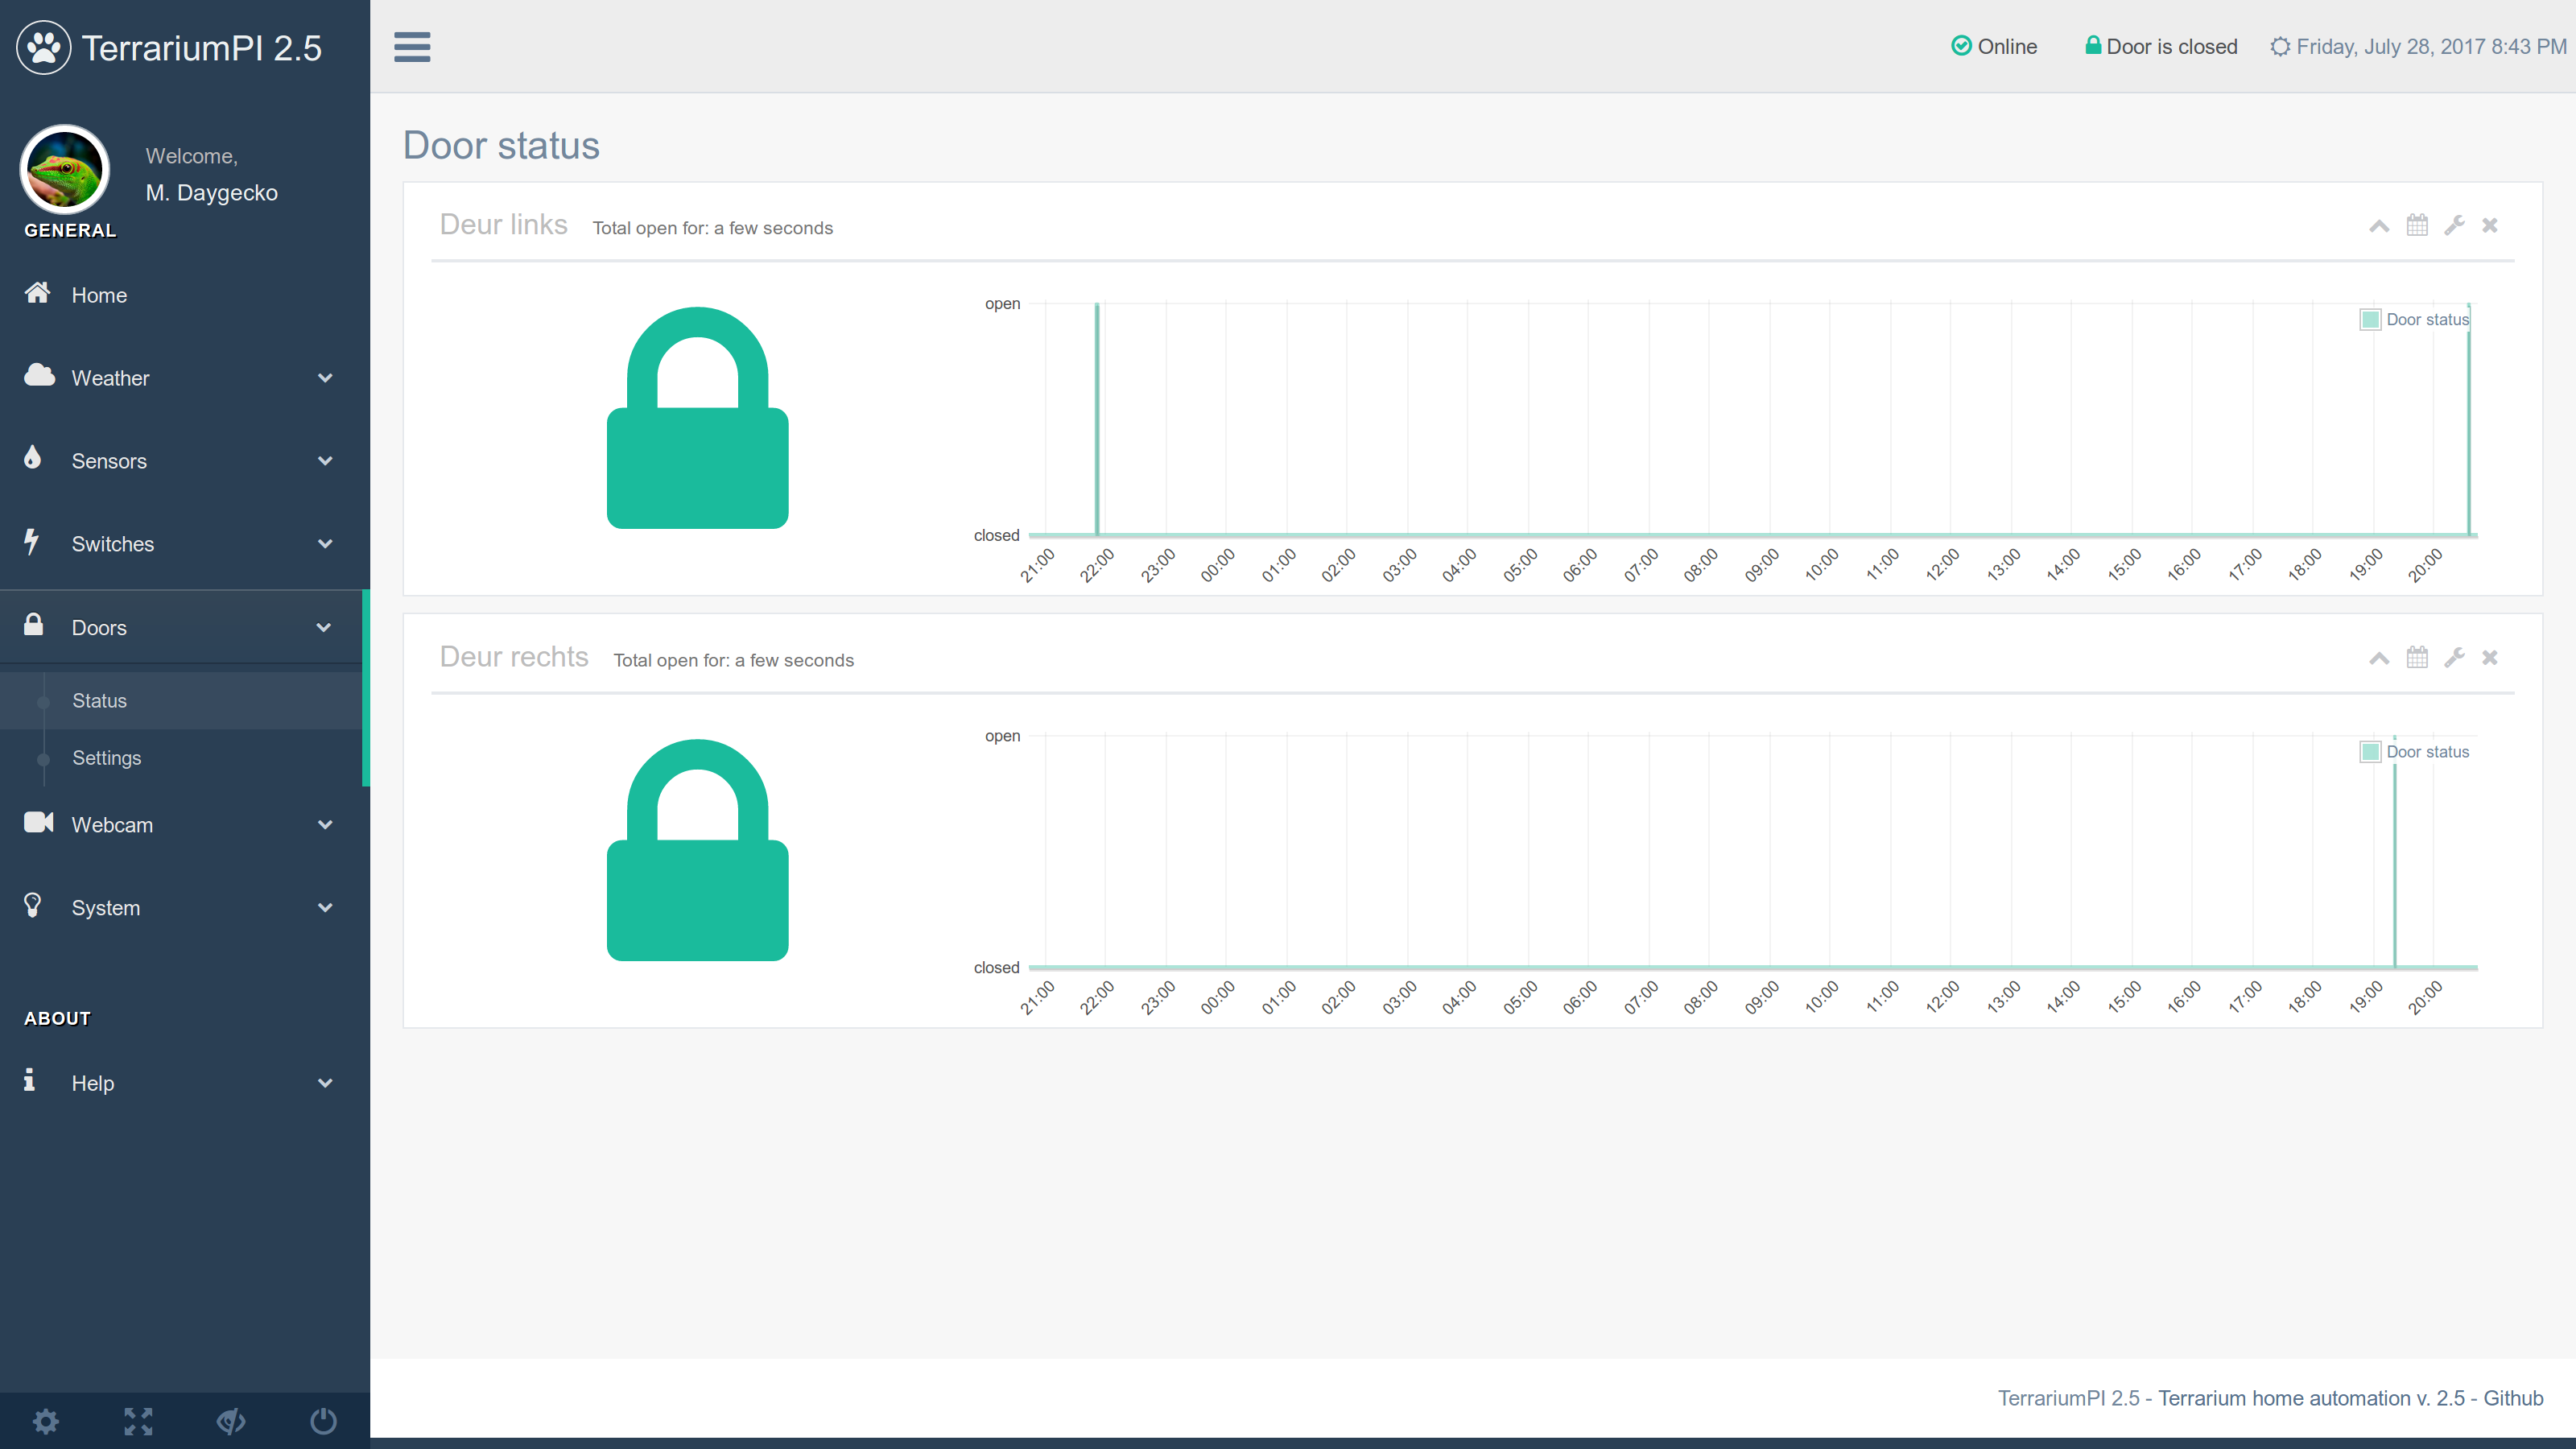 TerrariumPI 2.5
Online
Door is closed
Friday, July 28, 2017 8:43 PM
Welcome,
M. Daygecko
GENERAL
Home
Weather
Sensors
Switches
Doors
Status
Settings
Webcam
System
ABOUT
Help
Door status
Deur links Total open for: a few seconds
open
Door status
closed
21:00 22:00 23:00 00:00 01:00 02:00 03:00 04:00 05:00 06:00 07:00 08:00 09:00 10:00 11:00 12:00 13:00 14:00 15:00 16:00 17:00 18:00 19:00 20:00
Deur rechts Total open for: a few seconds
open
Door status
closed
21:00 22:00 23:00 00:00 01:00 02:00 03:00 04:00 05:00 06:00 07:00 08:00 09:00 10:00 11:00 12:00 13:00 14:00 15:00 16:00 17:00 18:00 19:00 20:00
TerrariumPI 2.5 - Terrarium home automation v. 2.5 - Github